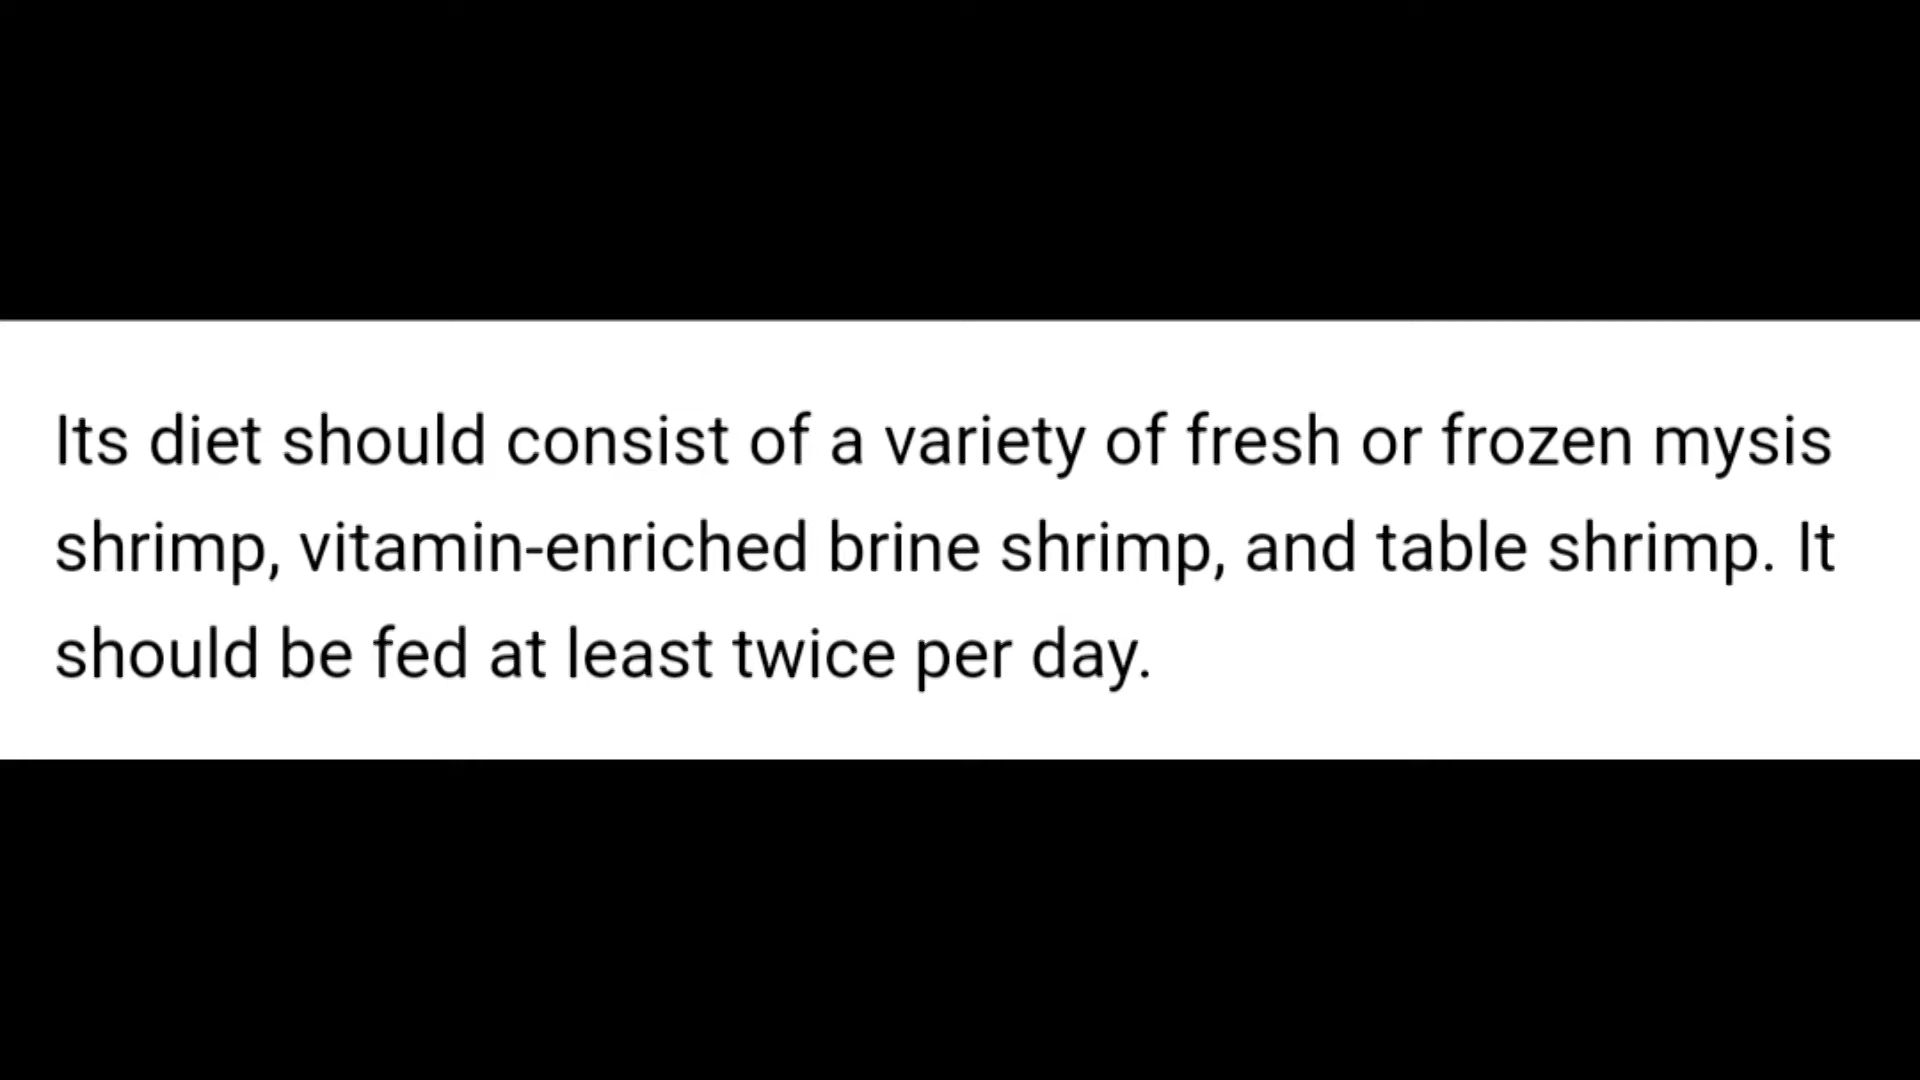 Its diet should consist of a variety of fresh or frozen mysis
shrimp, vitamin-enriched brine shrimp, and table shrimp. It
should be fed at least twice per day.